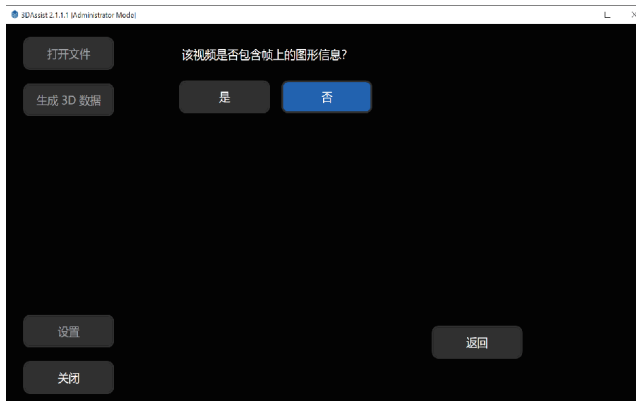 3DAssist 2.1.1.1 (Administrator Mode)
打开文件
该视频是否包含帧上的图形信息?
是
否
生成 3D 数据
设置
返回
关闭